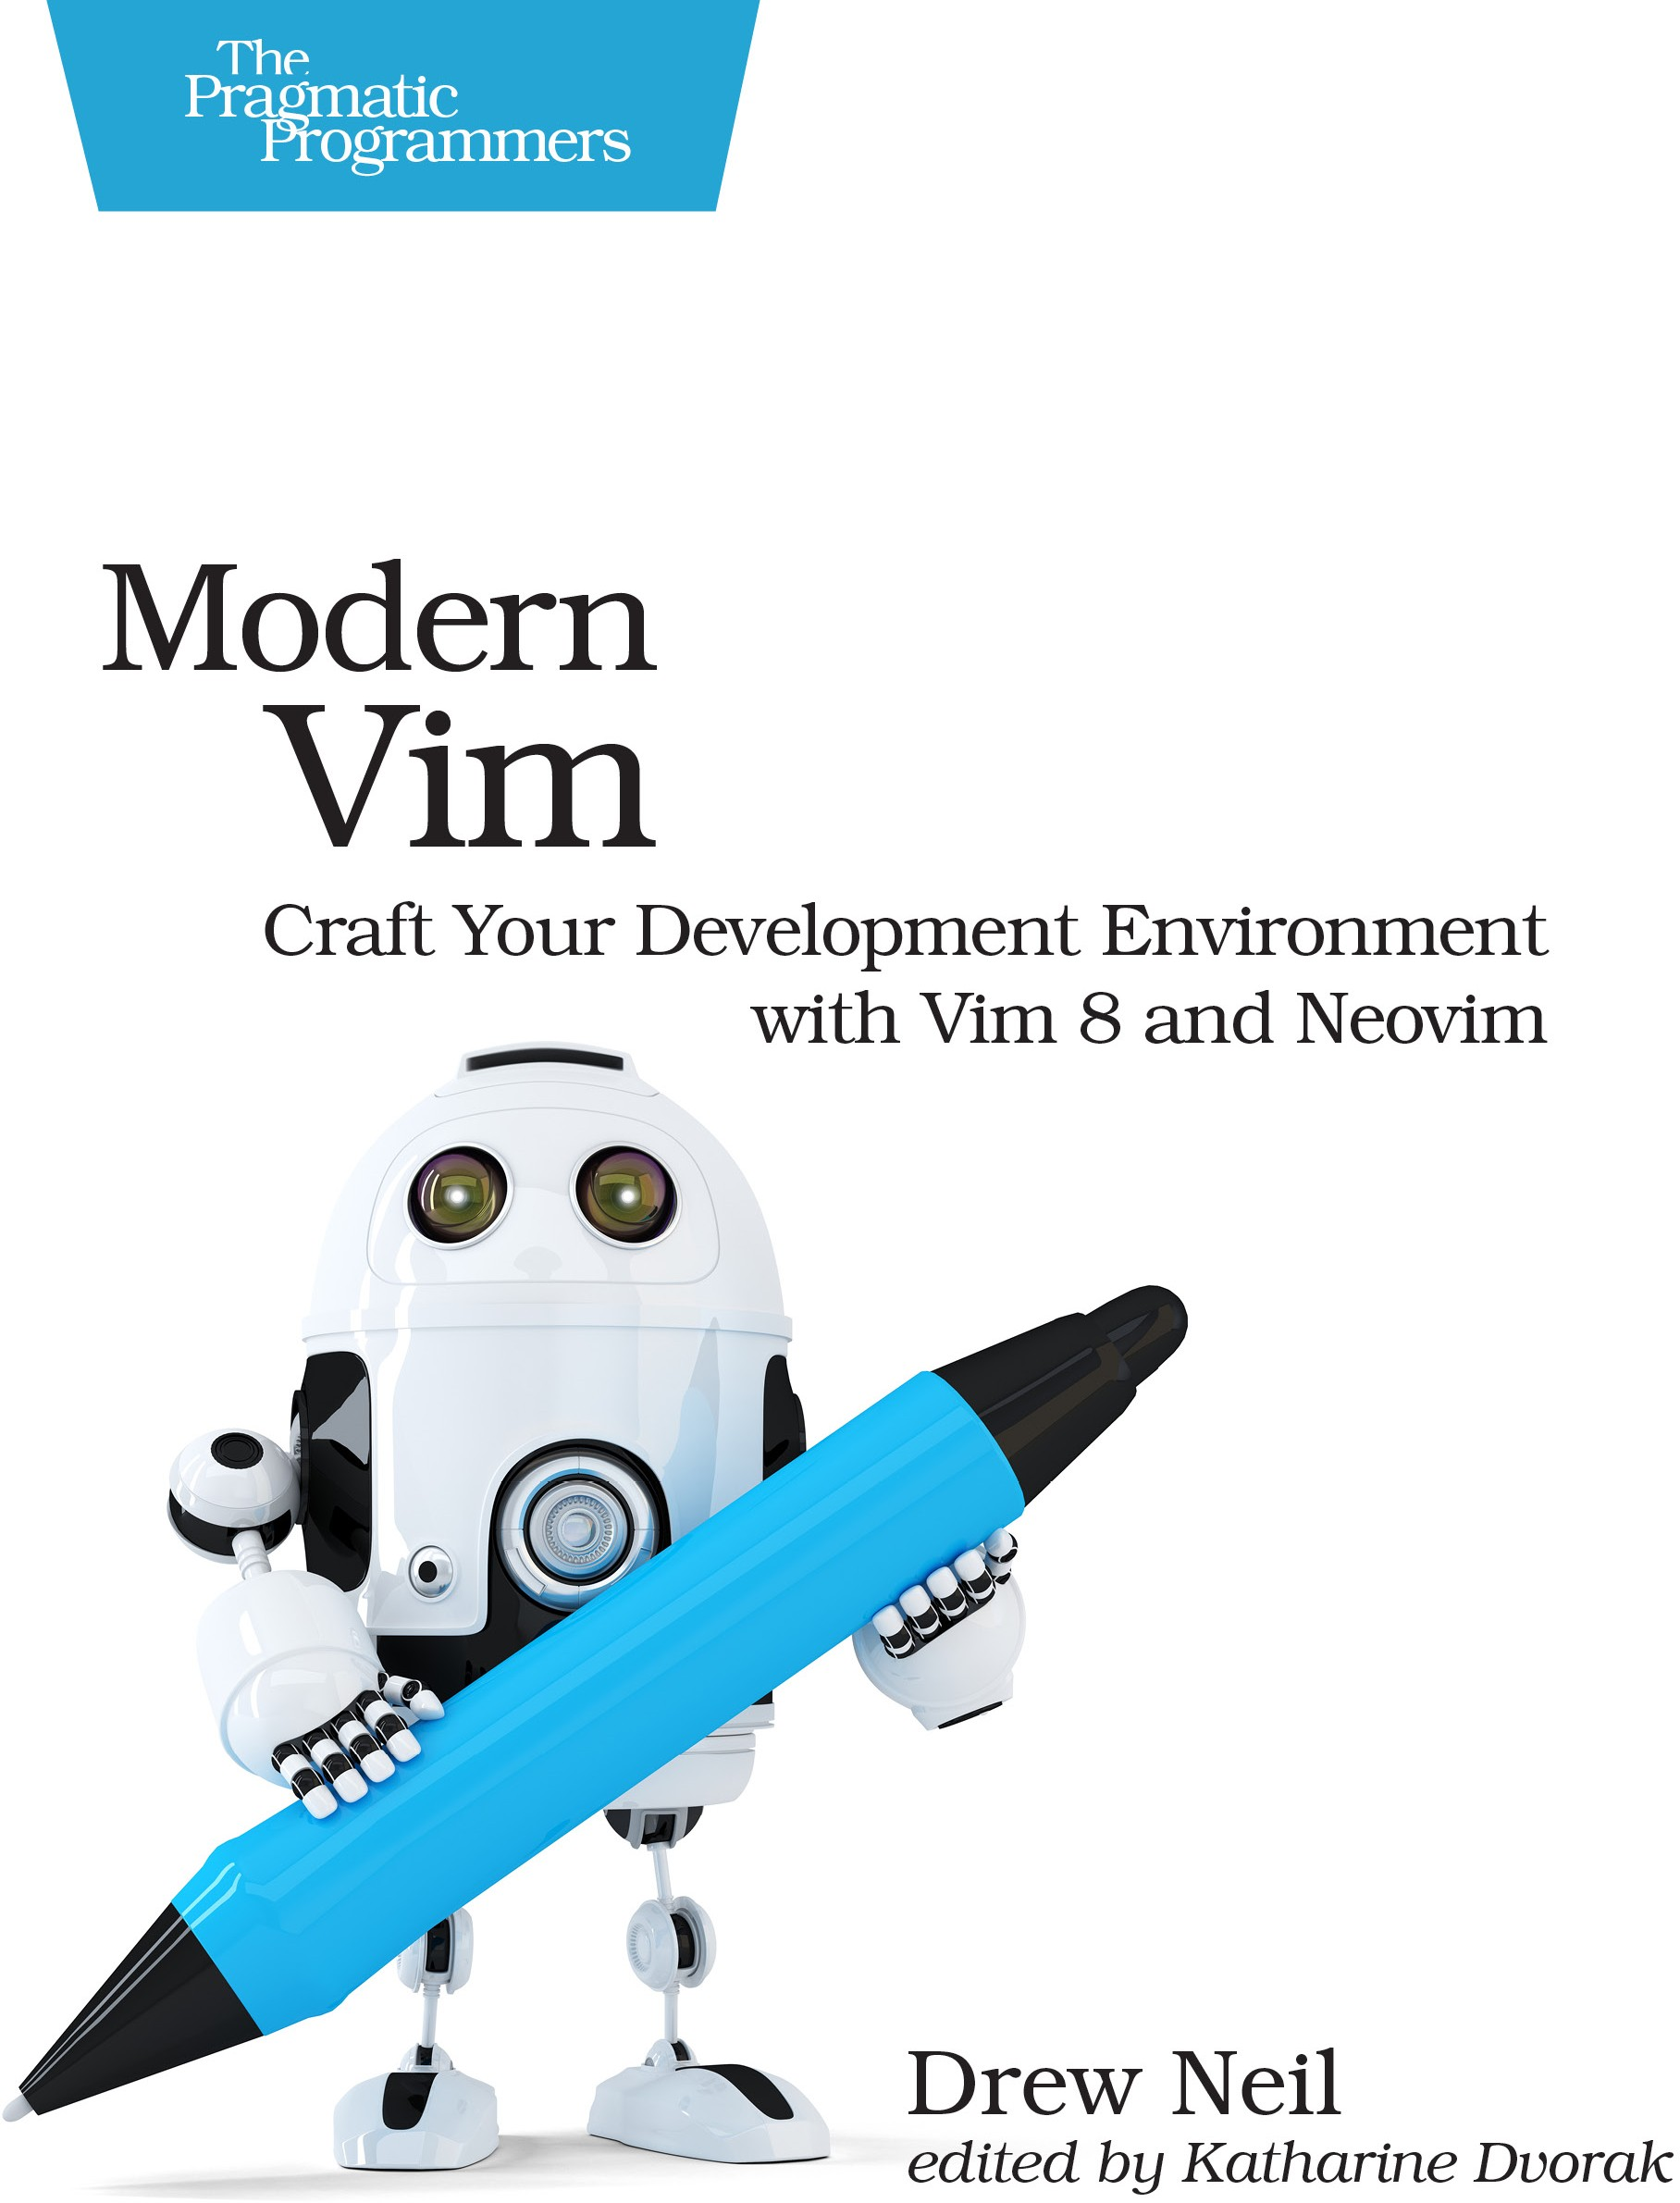 The
Pragmatic
Programmers
Modern
Vim
Craft Your Development Environment
with Vim 8 and Neovim
Drew Neil
edited by Katharine Dvorak